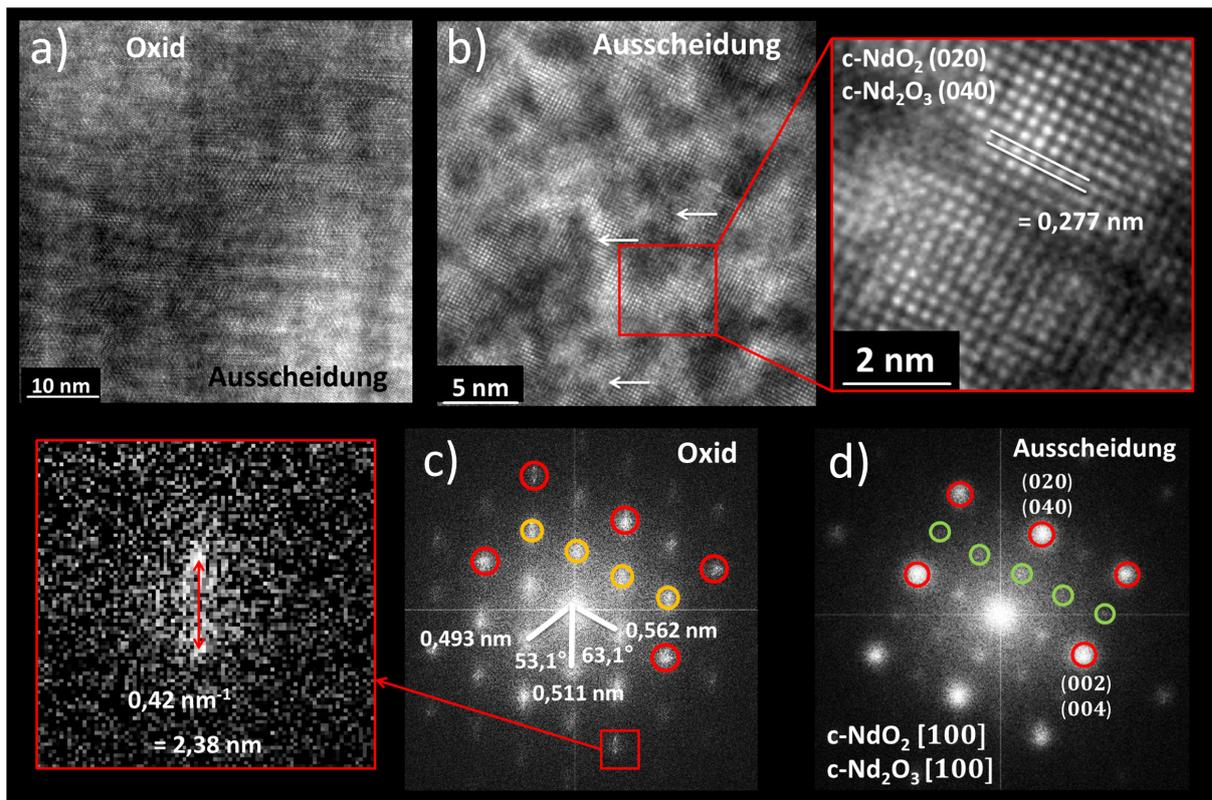 a)
Oxid
Ausscheidung
10 nm
b)
Ausscheidung
5 nm
c-NdO₂ (020)
c-Nd₂O₃ (040)
= 0,277 nm
2 nm
0,42 nm⁻¹
= 2,38 nm
c)
Oxid
0,493 nm
0,562 nm
53,1°
63,1°
0,511 nm
d)
Ausscheidung
(020)
(040)
(002)
(004)
c-NdO₂ [100]
c-Nd₂O₃ [100]